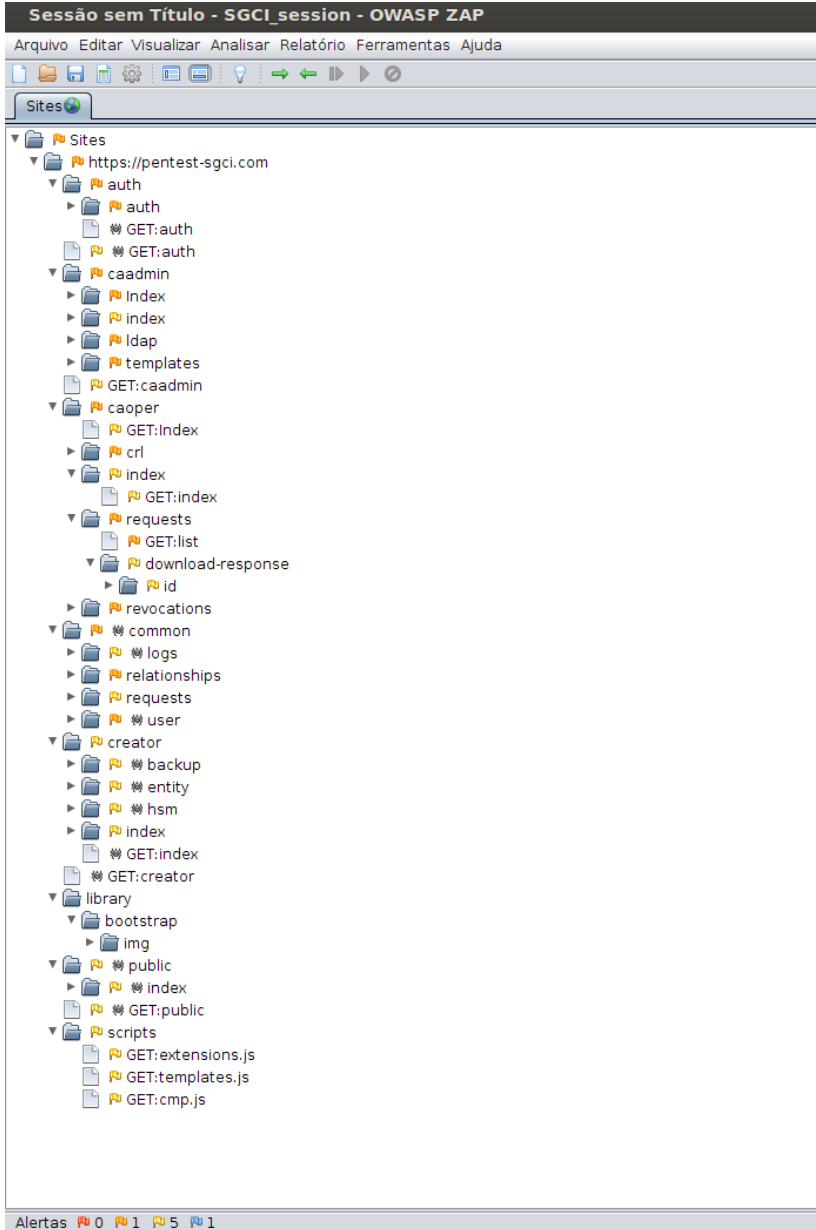 Sessão sem Título - SGCI_session - OWASP ZAP
Arquivo Editar Visualizar Analisar Relatório Ferramentas Ajuda
Sites
Sites
https://pentest-sgci.com
auth
auth
GET:auth
GET:auth
caadmin
Index
index
ldap
templates
GET:caadmin
caoper
GET:Index
crl
index
GET:index
requests
GET:list
download-response
id
revocations
common
logs
relationships
requests
user
creator
backup
entity
hsm
index
GET:index
GET:creator
library
bootstrap
img
public
index
GET:public
scripts
GET:extensions.js
GET:templates.js
GET:cmp.js
Alertas 0 1 5 1